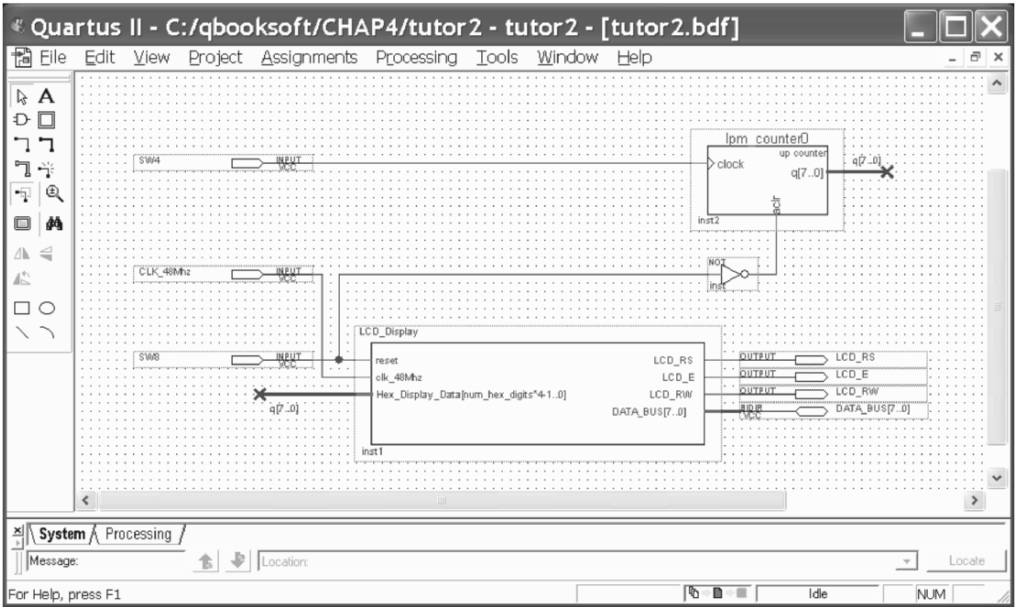 Quartus II - C:/qbooksoft/CHAP4/tutor2 - tutor2 - [tutor2.bdf]
File Edit View Project Assignments Processing Tools Window Help
A
lpm_counter0
up counter
SW4 INPUT VCC
clock
q[7..0]
q[7..0]
aclr
inst2
NOT
inst
CLK_48Mhz INPUT VCC
LCD_Display
SW8 INPUT VCC
reset LCD_RS OUTPUT LCD_RS
clk_48Mhz LCD_E OUTPUT LCD_E
Hex_Display_Data[num_hex_digits*4-1..0] LCD_RW OUTPUT LCD_RW
q[7..0] DATA_BUS[7..0] BIDIR VCC DATA_BUS[7..0]
inst1
System Processing
Message: Location: Locate
For Help, press F1 Idle NUM